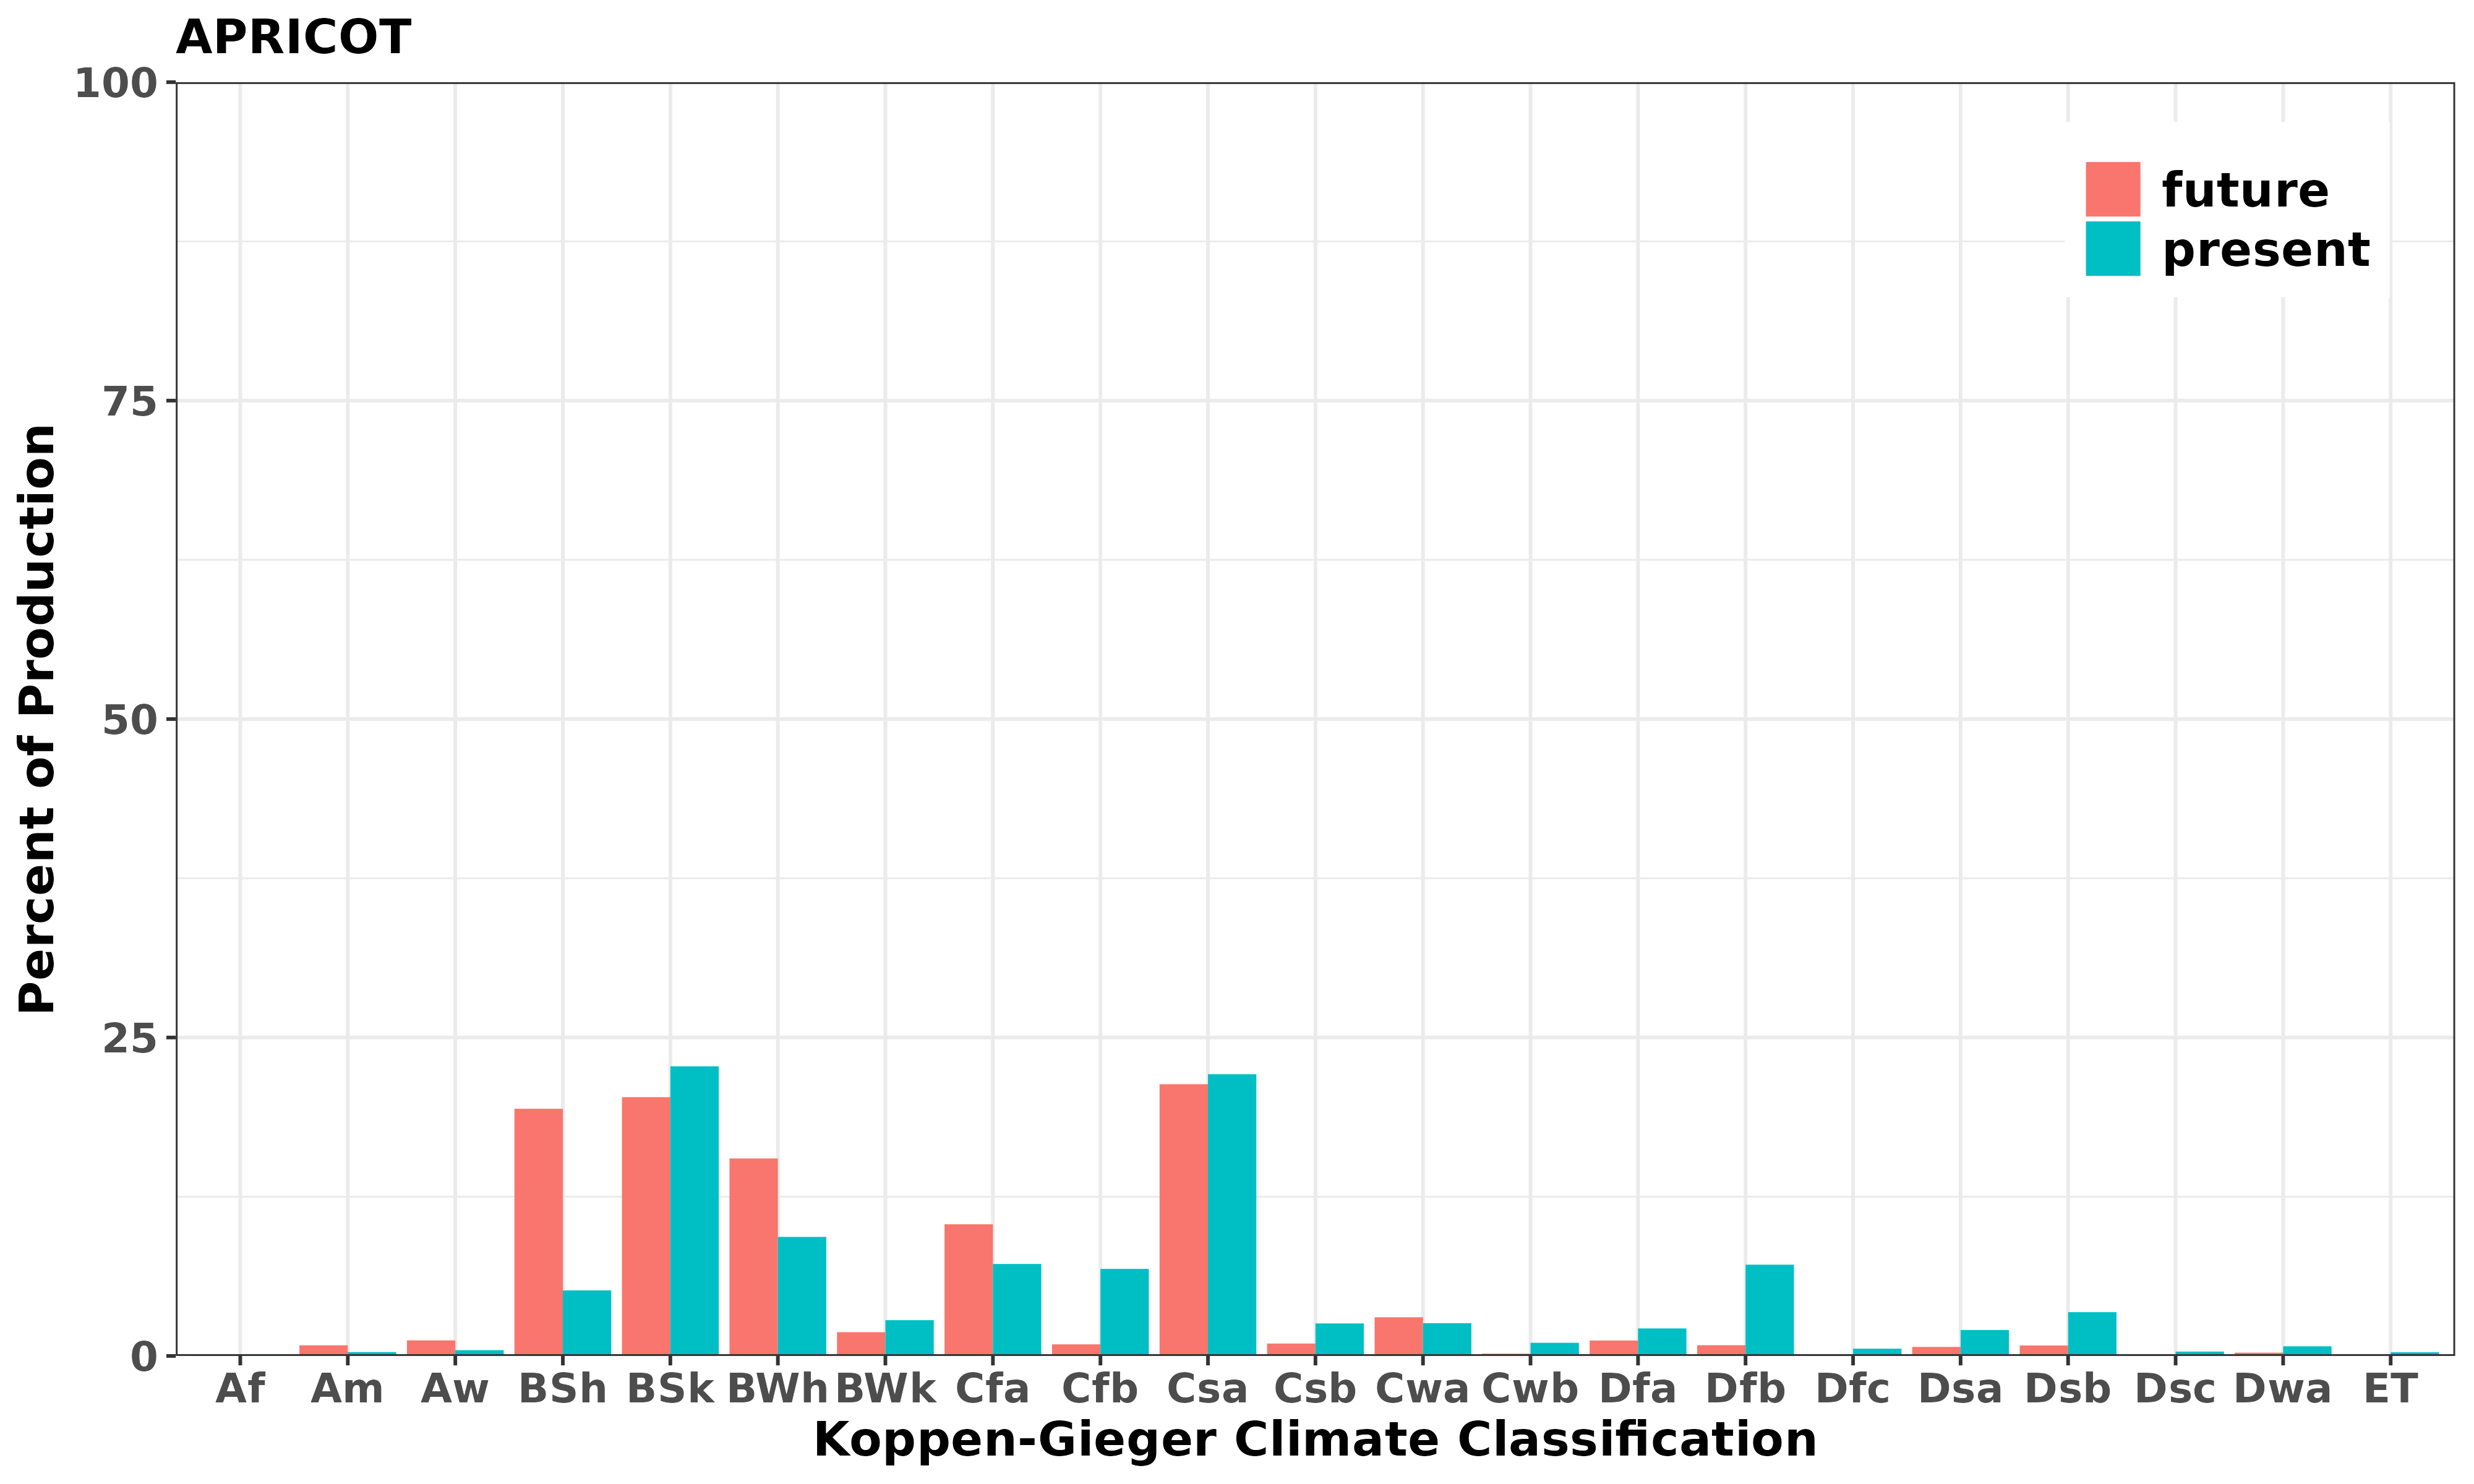 APRICOT
100
75
50
25
0
Percent of Production
future
present
Af Am Aw BSh BSk BWh BWk Cfa Cfb Csa Csb Cwa Cwb Dfa Dfb Dfc Dsa Dsb Dsc Dwa ET
Koppen-Gieger Climate Classification